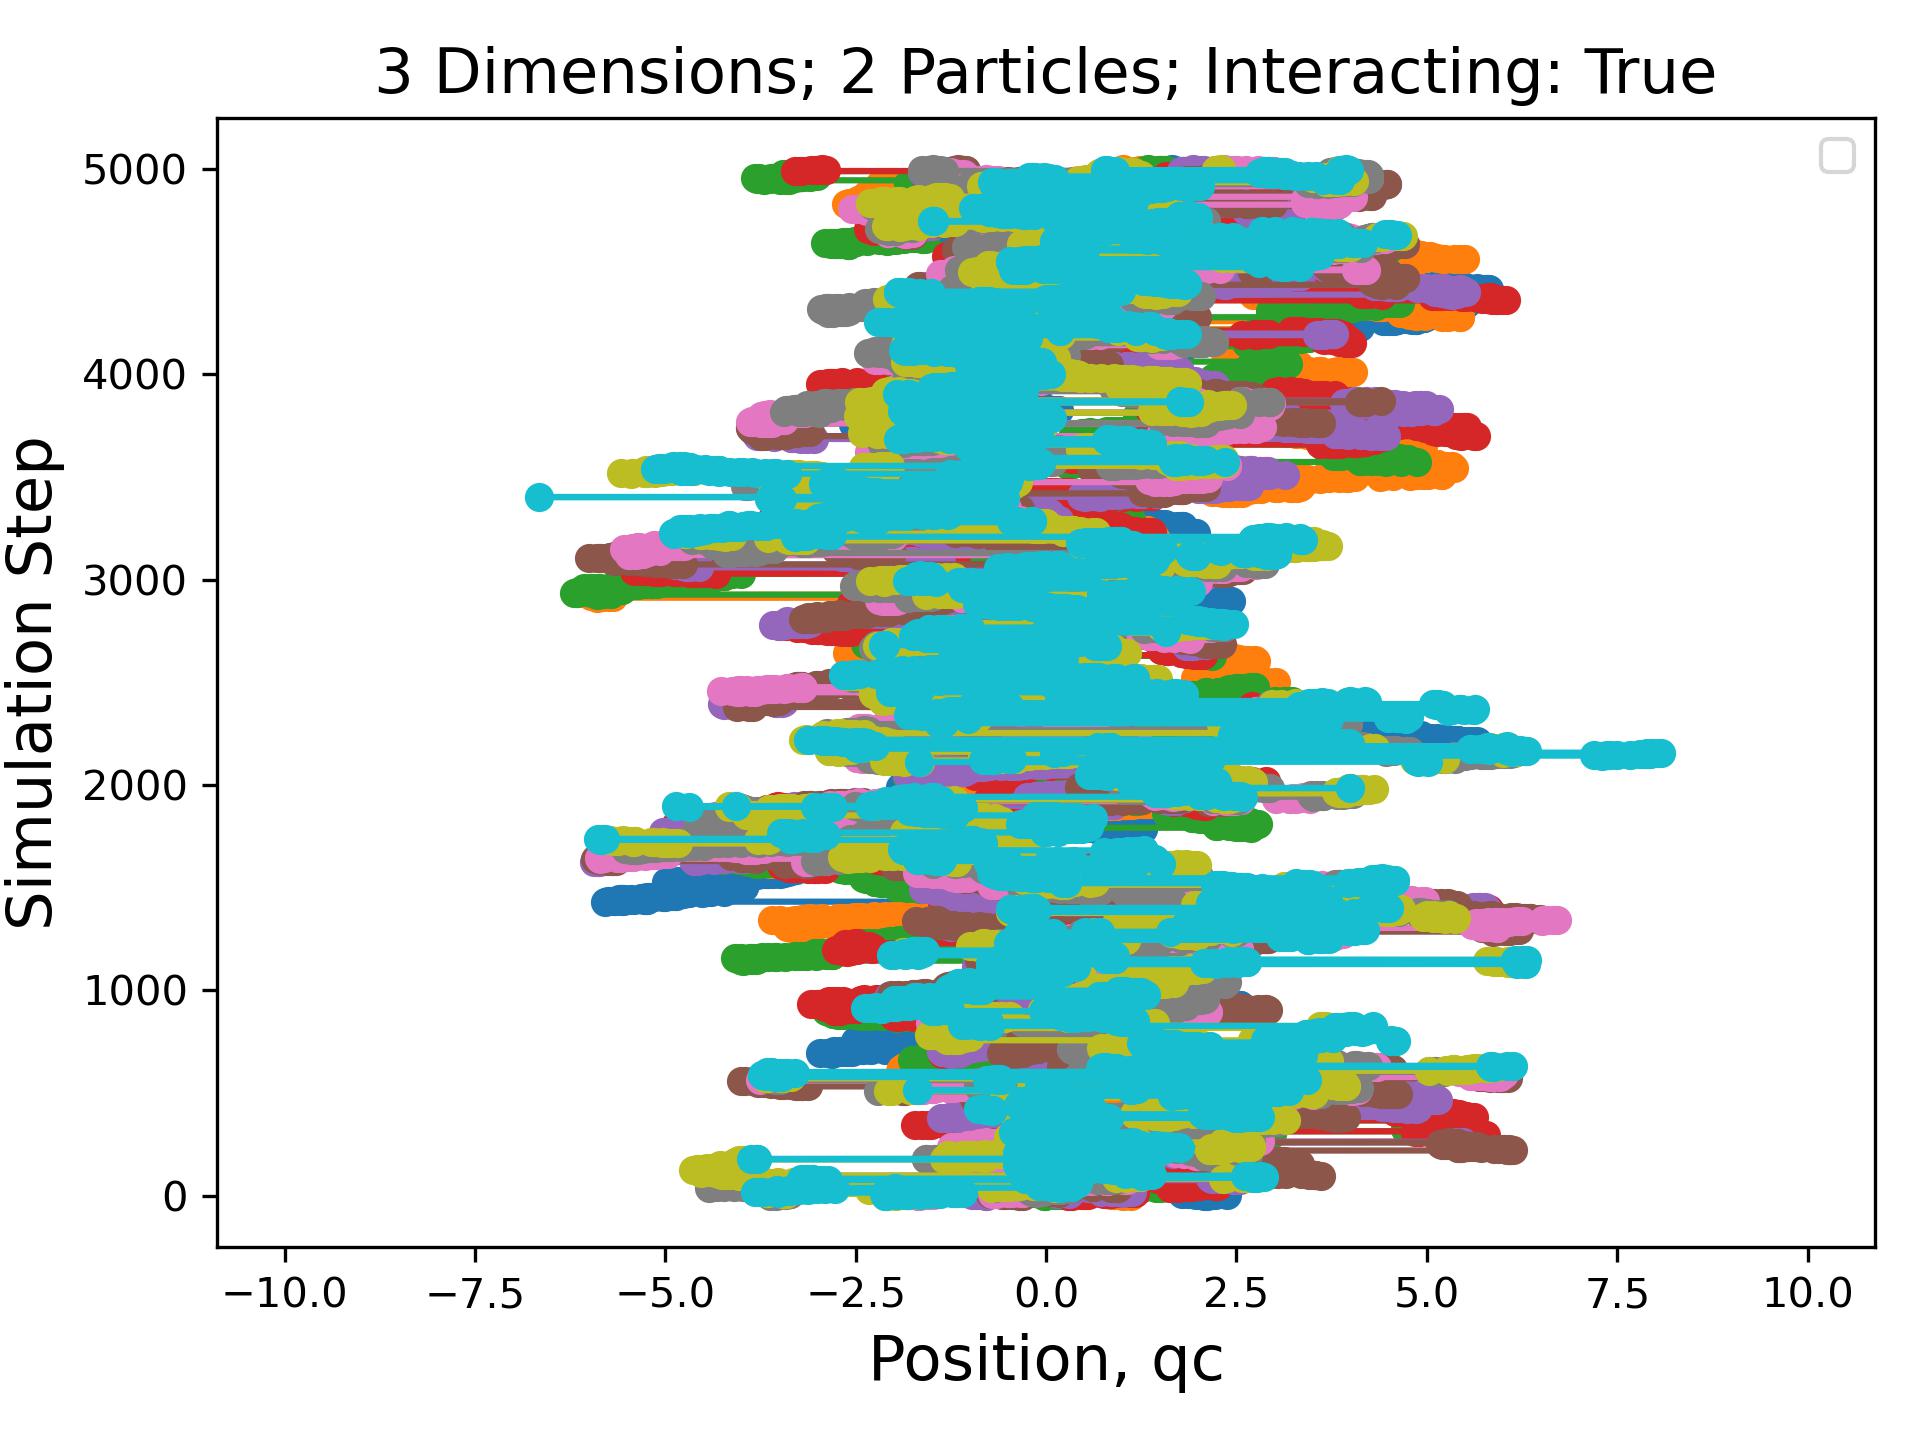 3 Dimensions; 2 Particles; Interacting: True
Simulation Step
5000
4000
3000
2000
1000
0
−10.0 −7.5 −5.0 −2.5 0.0 2.5 5.0 7.5 10.0
Position, qc